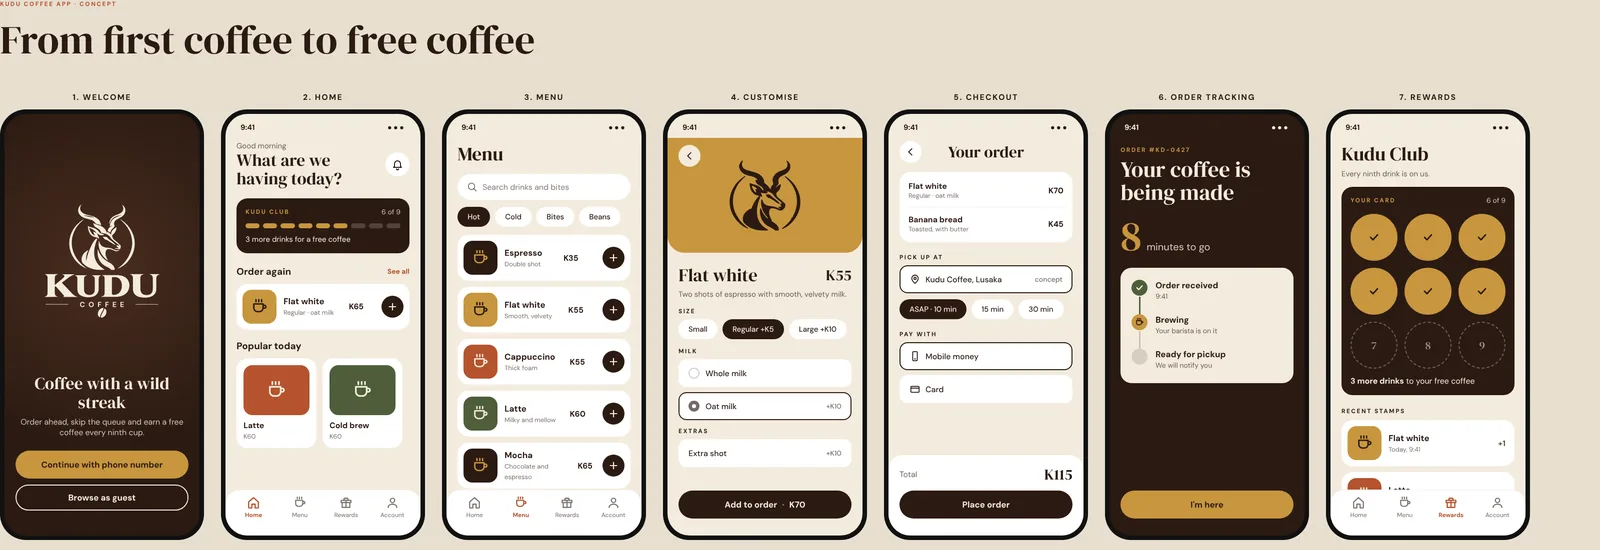 KUDU COFFEE APP · CONCEPT
From first coffee to free coffee
1. WELCOME
KUDU
COFFEE
Coffee with a wild
streak
Order ahead, skip the queue and earn a free
coffee every ninth cup.
Continue with phone number
Browse as guest
2. HOME
9:41
Good morning
What are we
having today?
KUDU CLUB
6 of 9
3 more drinks for a free coffee
Order again
See all
Flat white
Regular · oat milk
K65
Popular today
Latte
K60
Cold brew
K60
Home
Menu
Rewards
Account
3. MENU
9:41
Menu
Search drinks and bites
Hot
Cold
Bites
Beans
Espresso
Double shot
K35
Flat white
Smooth, velvety
K55
Cappuccino
Thick foam
K55
Latte
Milky and mellow
K60
Mocha
Chocolate and
espresso
K65
Home
Menu
Rewards
Account
4. CUSTOMISE
9:41
Flat white
K55
Two shots of espresso with smooth, velvety milk.
SIZE
Small
Regular +K5
Large +K10
MILK
Whole milk
Oat milk
+K10
EXTRAS
Extra shot
+K10
Add to order · K70
5. CHECKOUT
9:41
Your order
Flat white
Regular · oat milk
K70
Banana bread
Toasted, with butter
K45
PICK UP AT
Kudu Coffee, Lusaka
concept
ASAP · 10 min
15 min
30 min
PAY WITH
Mobile money
Card
Total
K115
Place order
6. ORDER TRACKING
9:41
ORDER #KD-0427
Your coffee is
being made
8 minutes to go
Order received
9:41
Brewing
Your barista is on it
Ready for pickup
We will notify you
I'm here
7. REWARDS
9:41
Kudu Club
Every ninth drink is on us.
YOUR CARD
6 of 9
7
8
9
3 more drinks to your free coffee
RECENT STAMPS
Flat white
Today, 9:41
+1
Latte
Home
Menu
Rewards
Account